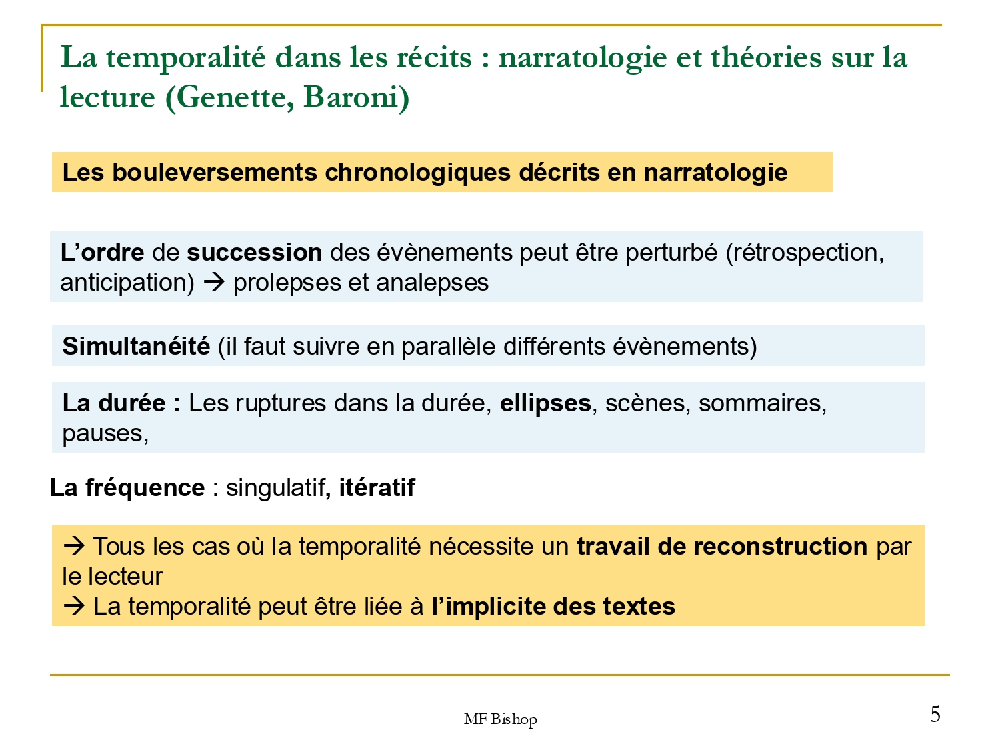 La temporalité dans les récits : narratologie et théories sur la
lecture (Genette, Baroni)
Les bouleversements chronologiques décrits en narratologie
L’ordre de succession des évènements peut être perturbé (rétrospection,
anticipation) → prolepses et analepses
Simultanéité (il faut suivre en parallèle différents évènements)
La durée : Les ruptures dans la durée, ellipses, scènes, sommaires,
pauses,
La fréquence : singulatif, itératif
→ Tous les cas où la temporalité nécessite un travail de reconstruction par
le lecteur
→ La temporalité peut être liée à l’implicite des textes
MF Bishop
5